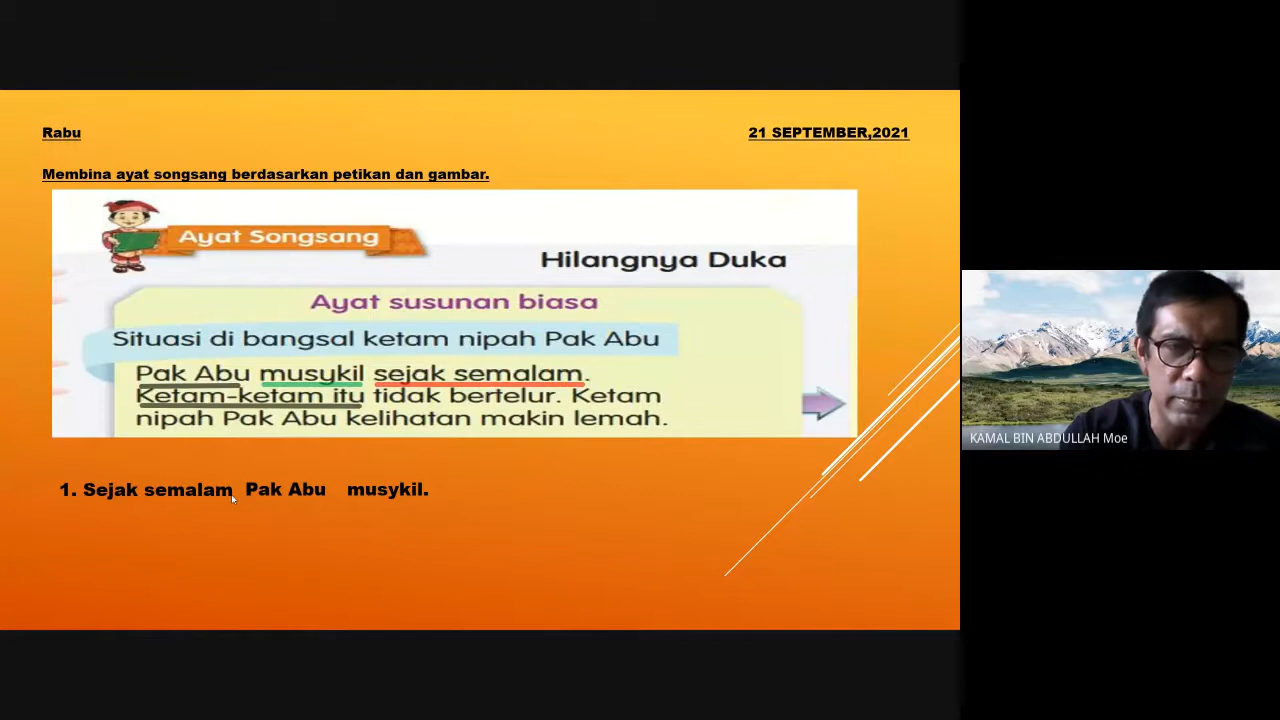 Rabu
21 SEPTEMBER,2021
Membina ayat songsang berdasarkan petikan dan gambar.
Ayat Songsang
Hilangnya Duka
Ayat susunan biasa
Situasi di bangsal ketam nipah Pak Abu
Pak Abu musykil sejak semalam.
Ketam-ketam itu tidak bertelur. Ketam
nipah Pak Abu kelihatan makin lemah.
1. Sejak semalam Pak Abu musykil.
KAMAL BIN ABDULLAH Moe